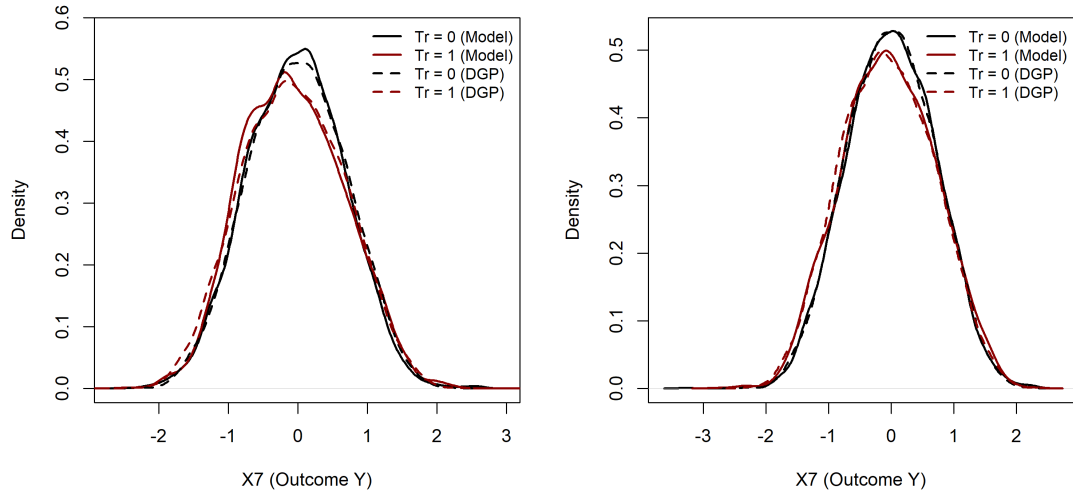 0.6
0.5
0.4
0.3
0.2
0.1
0.0
Density
Tr = 0 (Model)
Tr = 1 (Model)
Tr = 0 (DGP)
Tr = 1 (DGP)
-2 -1 0 1 2 3
X7 (Outcome Y)
0.5
0.4
0.3
0.2
0.1
0.0
Density
Tr = 0 (Model)
Tr = 1 (Model)
Tr = 0 (DGP)
Tr = 1 (DGP)
-3 -2 -1 0 1 2
X7 (Outcome Y)